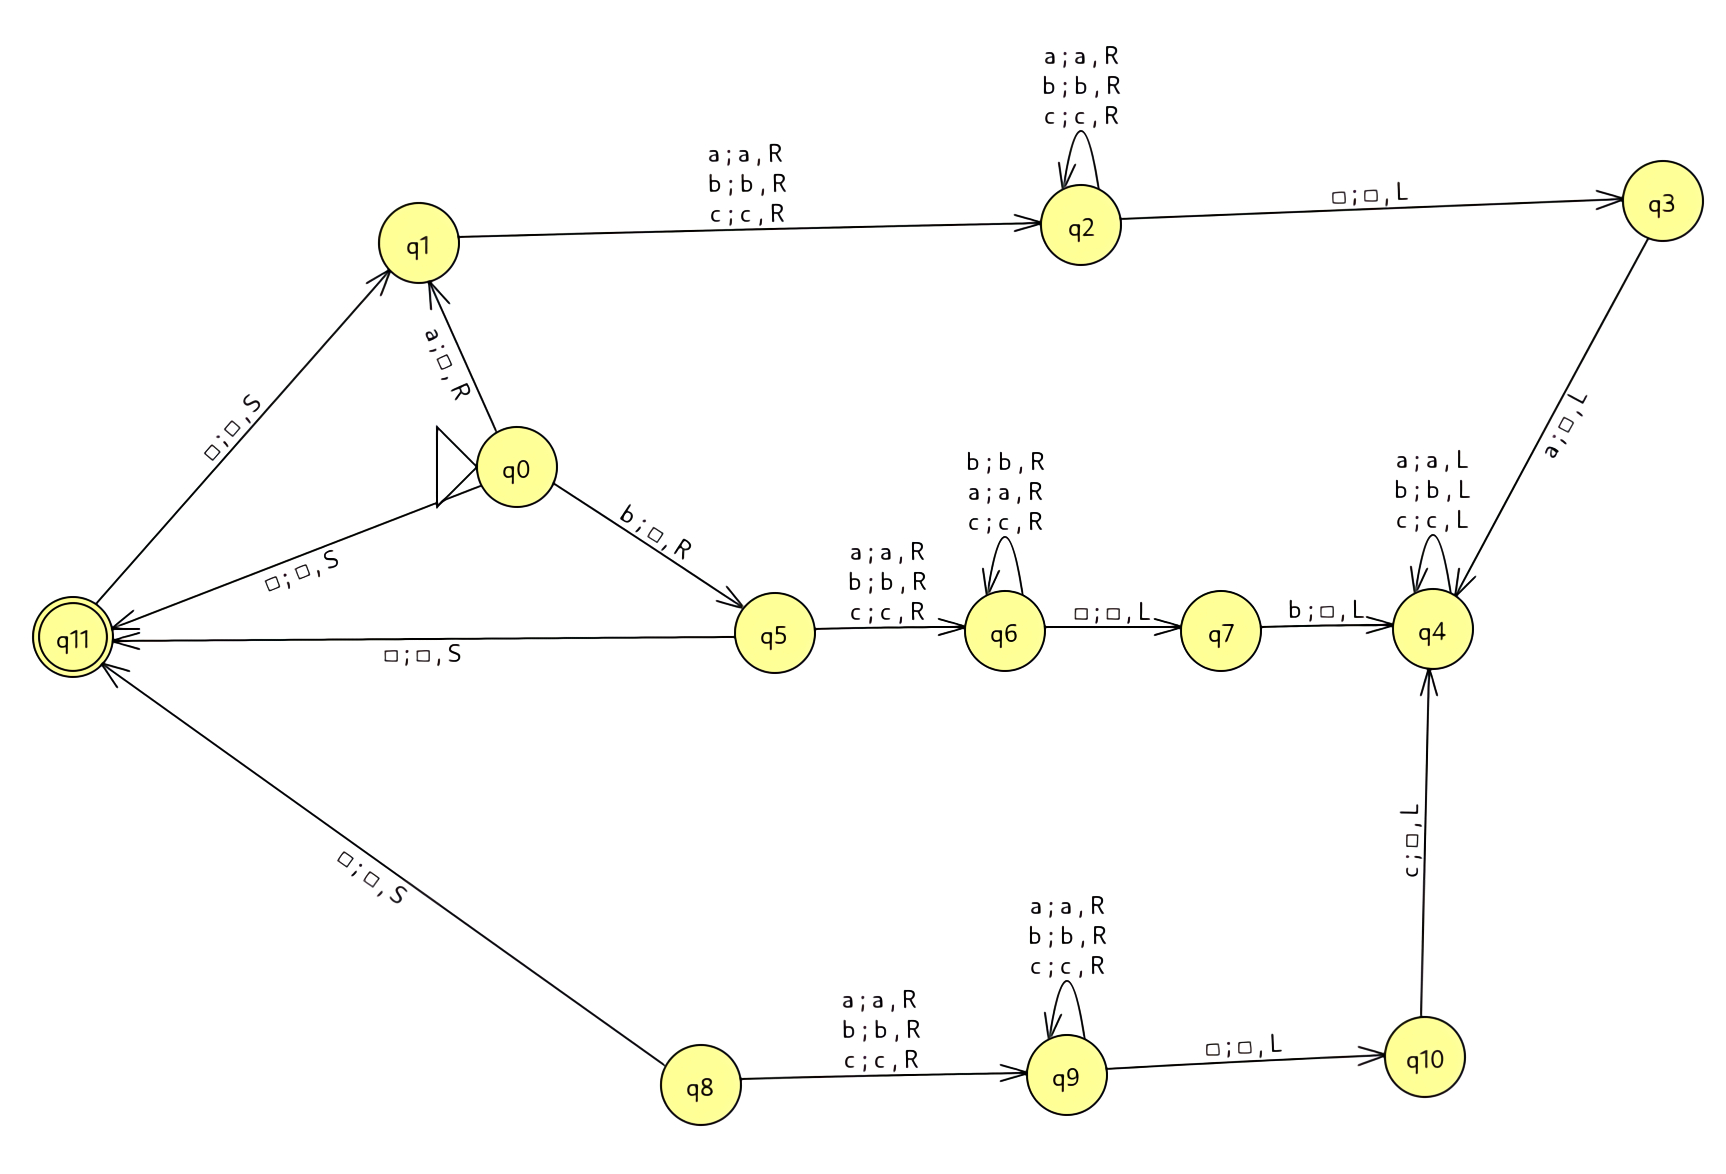 a;a,R
b;b,R
c;c,R
a;a,R
b;b,R
c;c,R
□;□,L
q3
q1
q2
a;□,R
□;□,S
a;□,L
q0
b;b,R
a;a,R
c;c,R
a;a,L
b;b,L
c;c,L
b;□,R
□;□,S
a;a,R
b;b,R
c;c,R
□;□,L
b;□,L
q11
q5
q6
q7
q4
□;□,S
□;□,S
c;□,L
a;a,R
b;b,R
c;c,R
a;a,R
b;b,R
c;c,R
□;□,L
q8
q9
q10